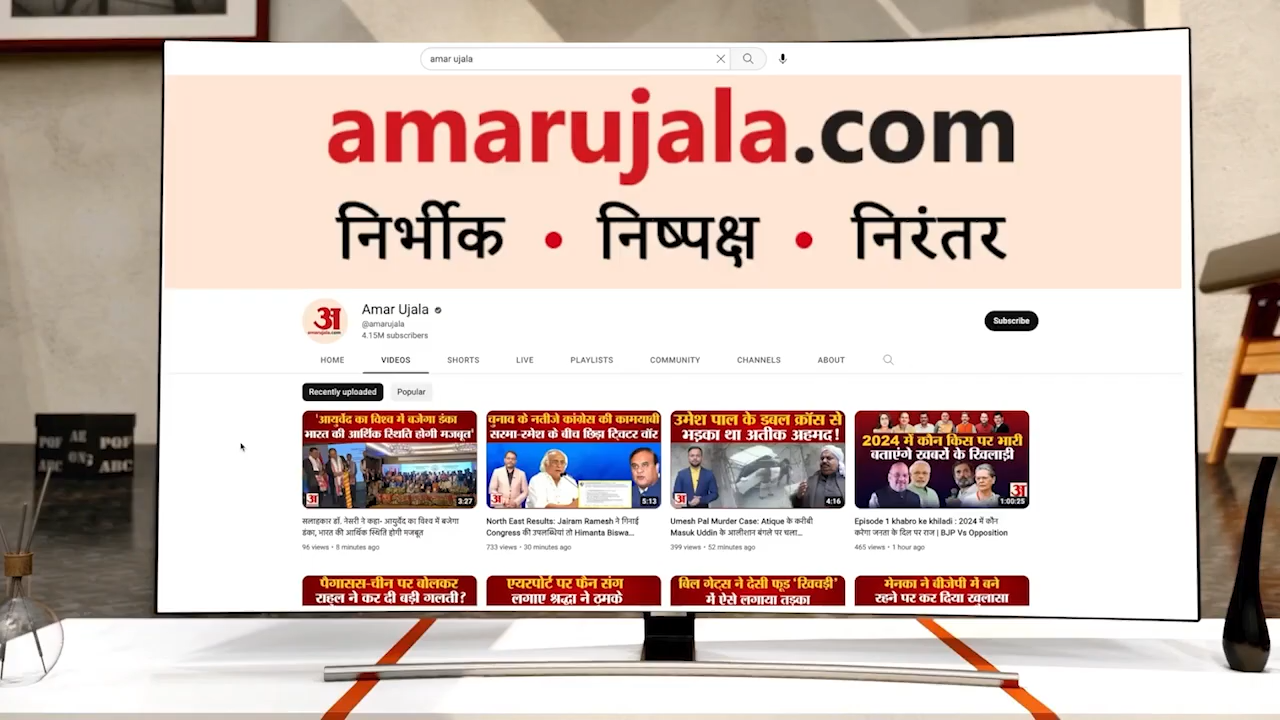 amar ujala
amarujala.com
निर्भीक • निष्पक्ष • निरंतर
अ
amarujala.com
Amar Ujala
@amarujala
4.15M subscribers
Subscribe
HOME VIDEOS SHORTS LIVE PLAYLISTS COMMUNITY CHANNELS ABOUT
Recently uploaded Popular
'आयुर्वेद का विश्व में बजेगा डंका
भारत की आर्थिक स्थिति होगी मजबूत'
अ
3:27
सलाहकार डॉ. नेसरी ने कहा- आयुर्वेद का विश्व में बजेगा
डंका, भारत की आर्थिक स्थिति होगी मजबूत
96 views • 8 minutes ago
चुनाव के नतीजे कांग्रेस की कामयाबी
सरमा-रमेश के बीच छिड़ा ट्विटर वॉर
अ
5:13
North East Results: Jairam Ramesh ने गिनाई
Congress की उपलब्धियां तो Himanta Biswa...
733 views • 30 minutes ago
उमेश पाल के डबल क्रॉस से
भड़का था अतीक अहमद!
अ
4:16
Umesh Pal Murder Case: Atique के करीबी
Masuk Uddin के आलीशान बंगले पर चला...
399 views • 52 minutes ago
2024 में कौन किस पर भारी
बताएंगे खबरों के खिलाड़ी
अ
1:00:25
Episode 1 khabro ke khiladi : 2024 में कौन
करेगा जनता के दिल पर राज | BJP Vs Opposition
465 views • 1 hour ago
पैगासस-चीन पर बोलकर
राहुल ने कर दी बड़ी गलती?
एयरपोर्ट पर फैन संग
लगाए श्रद्धा ने ठुमके
बिल गेट्स ने देसी फूड 'खिचड़ी'
में ऐसे लगाया तड़का
मेनका ने बीजेपी में बने
रहने पर कर दिया खुलासा